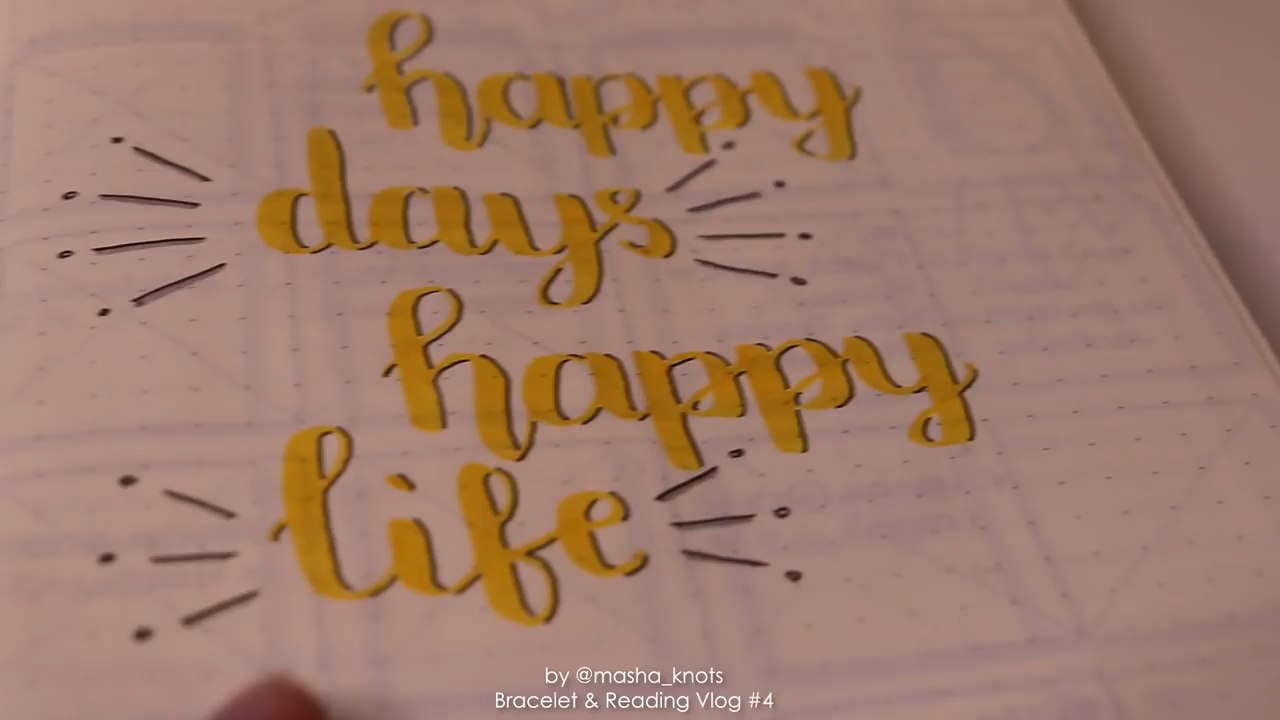 happy
days
happy
life
by @masha_knots
Bracelet & Reading Vlog #4